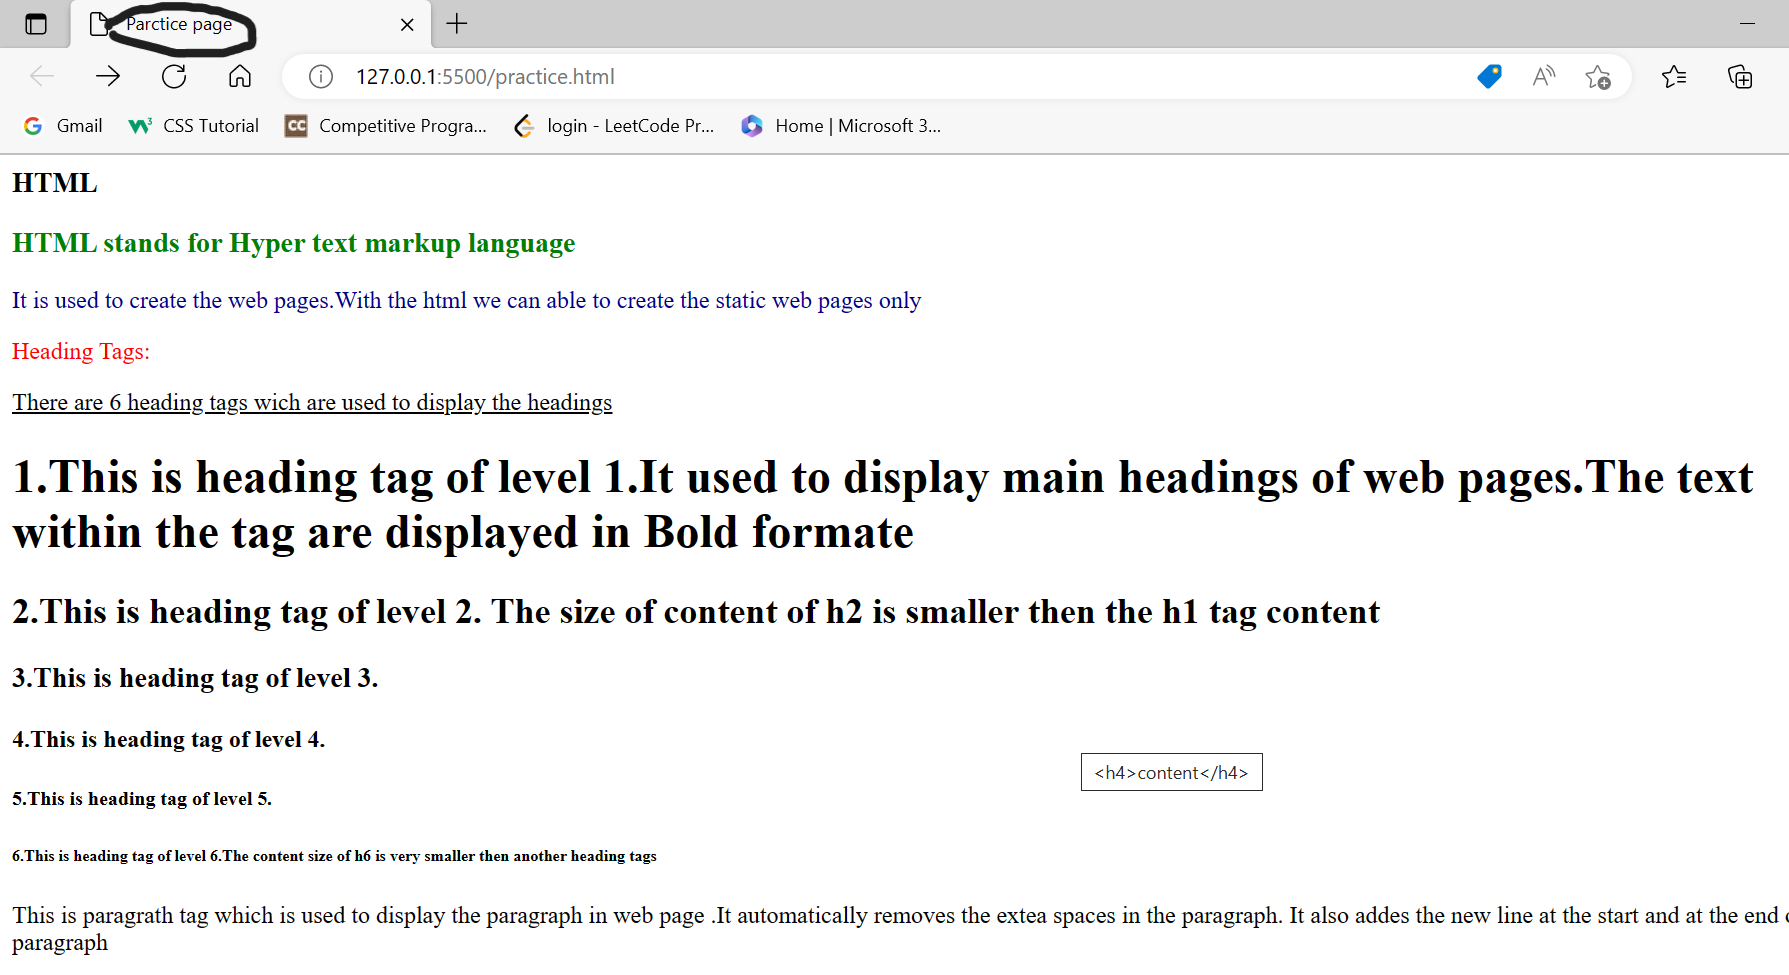 Parctice page
127.0.0.1:5500/practice.html
Gmail
CSS Tutorial
Competitive Progra...
login - LeetCode Pr...
Home | Microsoft 3...
HTML
HTML stands for Hyper text markup language
It is used to create the web pages.With the html we can able to create the static web pages only
Heading Tags:
There are 6 heading tags wich are used to display the headings
1.This is heading tag of level 1.It used to display main headings of web pages.The text
within the tag are displayed in Bold formate
2.This is heading tag of level 2. The size of content of h2 is smaller then the h1 tag content
3.This is heading tag of level 3.
4.This is heading tag of level 4.
<h4>content</h4>
5.This is heading tag of level 5.
6.This is heading tag of level 6.The content size of h6 is very smaller then another heading tags
This is paragrath tag which is used to display the paragraph in web page .It automatically removes the extea spaces in the paragraph. It also addes the new line at the start and at the end
paragraph